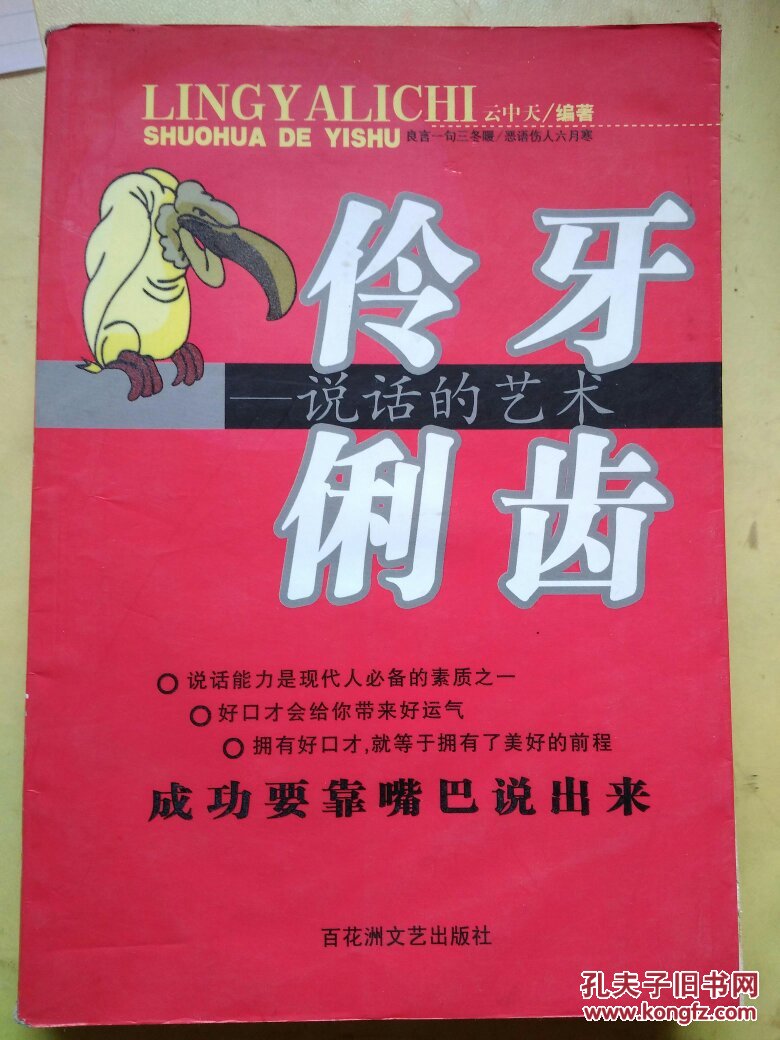 LINGYALICHI 云中天/编著
SHUOHUA DE YISHU 良言一句三冬暖/恶语伤人六月寒
伶牙
—说话的艺术
俐齿
说话能力是现代人必备的素质之一
好口才会给你带来好运气
拥有好口才,就等于拥有了美好的前程
成功要靠嘴巴说出来
百花洲文艺出版社
孔夫子旧书网
www.kongfz.com